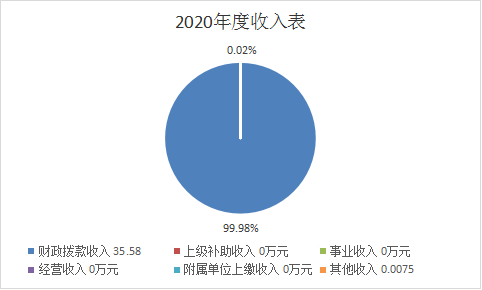 2020年度收入表
0.02%
99.98%
财政拨款收入 35.58 上级补助收入 0万元 事业收入 0万元
经营收入 0万元 附属单位上缴收入 0万元 其他收入 0.0075